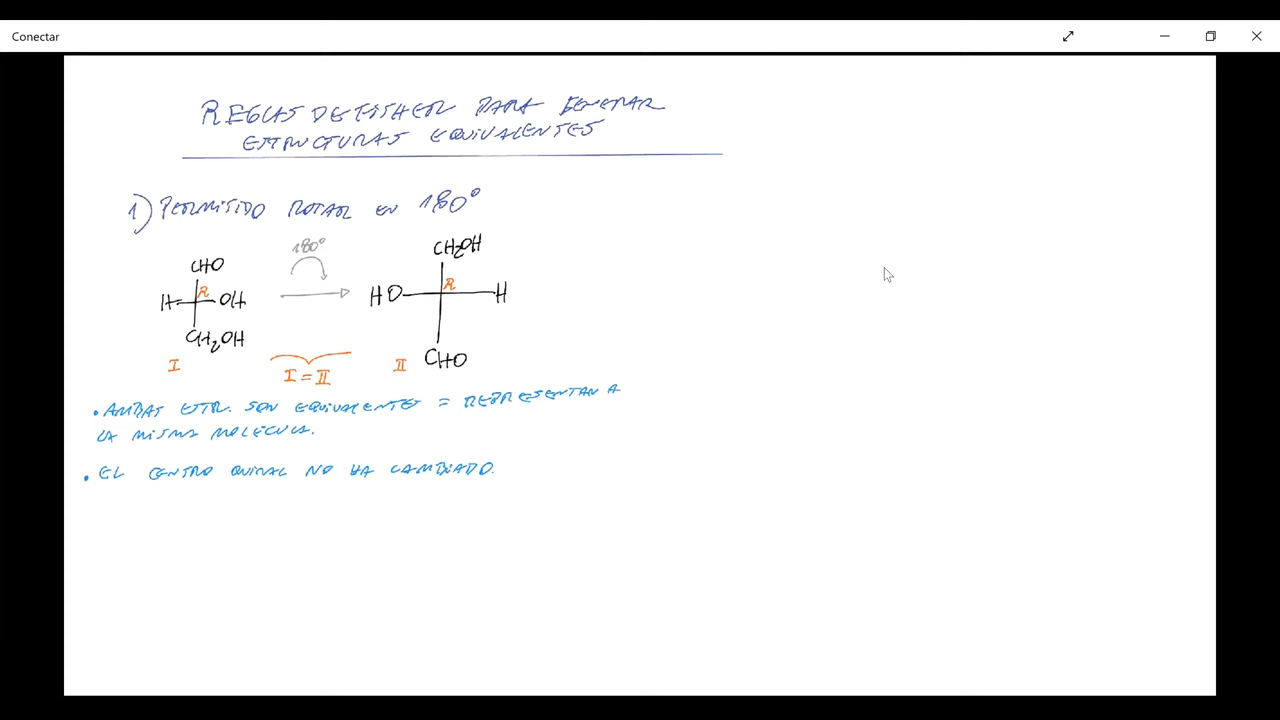 Conectar
REGLAS DE FISHER PARA GENERAR
ESTRUCTURAS EQUIVALENTES
1) PERMITIDO ROTAR EN 180°
180°
CH2OH
CHO
R
H OH
R
HO H
CH2OH
CHO
I
I = II
II
• AMBAS ESTR. SON EQUIVALENTES = REPRESENTAN A
LA MISMA MOLÉCULA.
• EL CENTRO QUIRAL NO HA CAMBIADO.